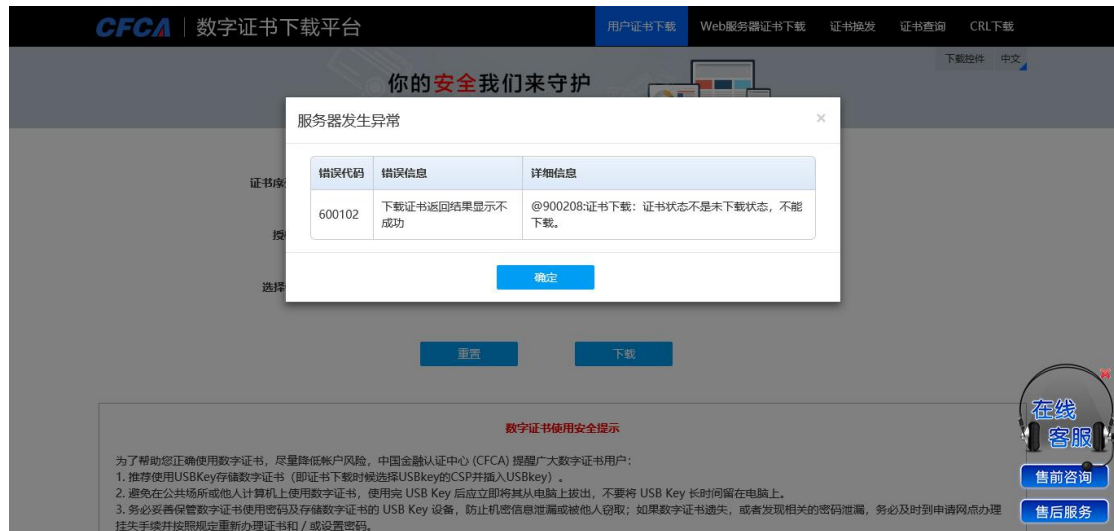 CFCA 数字证书下载平台
用户证书下载 Web服务器证书下载 证书换发 证书查询 CRL下载
下载控件 中文
你的安全我们来守护
服务器发生异常 ×
错误代码 错误信息 详细信息
600102 下载证书返回结果显示不
成功
@900208:证书下载：证书状态不是未下载状态，不能
下载。
确定
证书序
授
选择
重置 下载
数字证书使用安全提示
为了帮助您正确使用数字证书，尽量降低帐户风险，中国金融认证中心 (CFCA) 提醒广大数字证书用户：
1. 推荐使用USBKey存储数字证书（即证书下载时候选择USBkey的CSP并插入USBkey）。
2. 避免在公共场所或他人计算机上使用数字证书，使用完 USB Key 后应立即将其从电脑上拔出，不要将 USB Key 长时间留在电脑上。
3. 务必妥善保管数字证书使用密码及存储数字证书的 USB Key 设备，防止机密信息泄漏或被他人窃取；如果数字证书遗失，或者发现相关的密码泄漏，务必及时到申请网点办理
挂失手续并按照规定重新办理证书和 / 或设置密码。
在线
客服
售前咨询
售后服务